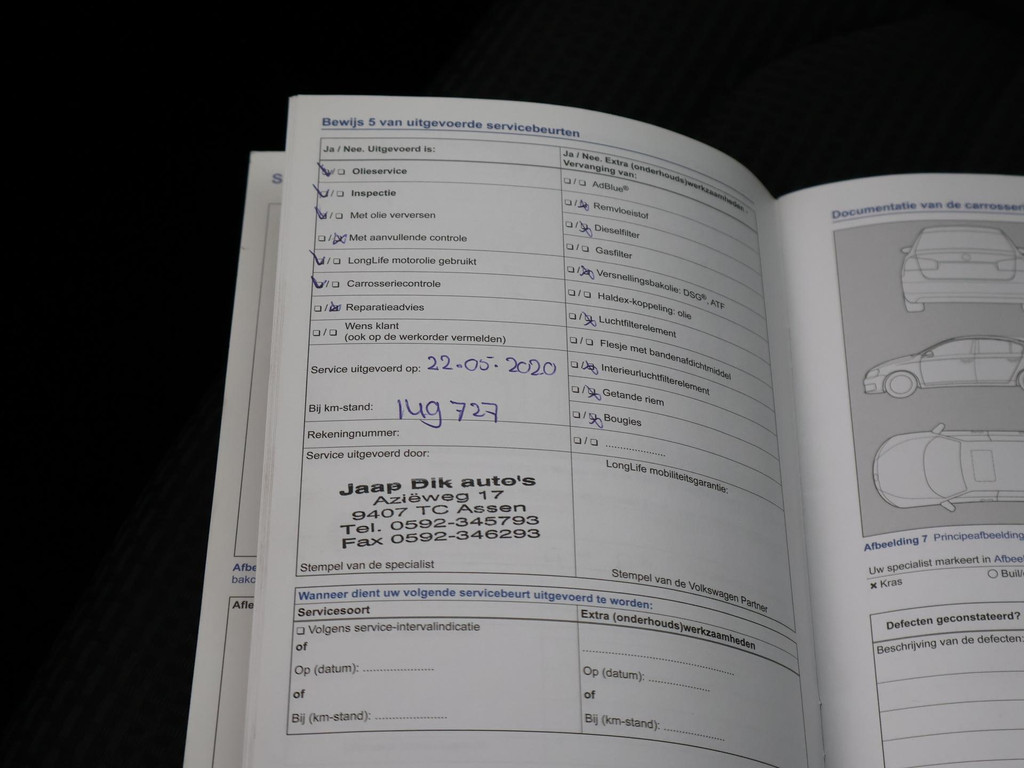 Bewijs 5 van uitgevoerde servicebeurten
Ja / Nee. Uitgevoerd is:
❏/❏ Olieservice
❏/❏ Inspectie
❏/❏ Met olie verversen
❏/❏ Met aanvullende controle
❏/❏ LongLife motorolie gebruikt
❏/❏ Carrosseriecontrole
❏/❏ Reparatieadvies
❏/❏ Wens klant
(ook op de werkorder vermelden)
Service uitgevoerd op: 22-05-2020
Bij km-stand: 149 727
Rekeningnummer:
Service uitgevoerd door:
Jaap Dik auto's
Aziëweg 17
9407 TC Assen
Tel. 0592-345793
Fax 0592-346293
Stempel van de specialist
Ja / Nee. Extra (onderhouds)werkzaamheden.
Vervanging van:
❏/❏ AdBlue®
❏/❏ Remvloeistof
❏/❏ Dieselfilter
❏/❏ Gasfilter
❏/❏ Versnellingsbakolie: DSG®, ATF
❏/❏ Haldex-koppeling: olie
❏/❏ Luchtfilterelement
❏/❏ Flesje met bandenafdichtmiddel
❏/❏ Interieurluchtfilterelement
❏/❏ Getande riem
❏/❏ Bougies
❏/❏ ....................
LongLife mobiliteitsgarantie:
Stempel van de Volkswagen Partner
Wanneer dient uw volgende servicebeurt uitgevoerd te worden:
Servicesoort
❏ Volgens service-intervalindicatie
of
Op (datum): ....................
of
Bij (km-stand): ....................
Extra (onderhouds)werkzaamheden
..................................................
Op (datum): ....................
of
Bij (km-stand): ....................
S
Afbe
bakc
Afle
Documentatie van de carrosser
Afbeelding 7 Principeafbeelding
Uw specialist markeert in Afbee
× Kras
○ Buil/
Defecten geconstateerd?
Beschrijving van de defecten: